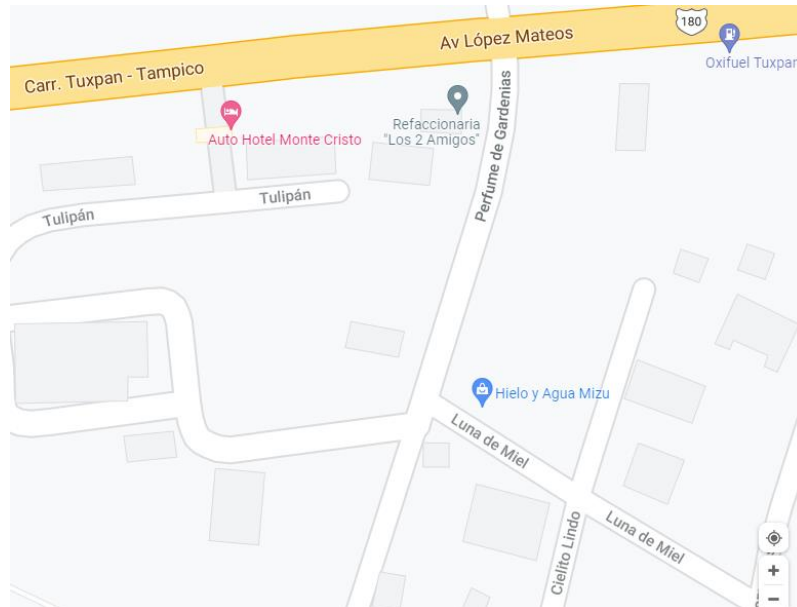 180
Av López Mateos
Oxifuel Tuxpan
Carr. Tuxpan - Tampico
Refaccionaria
"Los 2 Amigos"
Auto Hotel Monte Cristo
Perfume de Gardenias
Tulipán
Tulipán
Hielo y Agua Mizu
Luna de Miel
Luna de Miel
Cielito Lindo
+
−